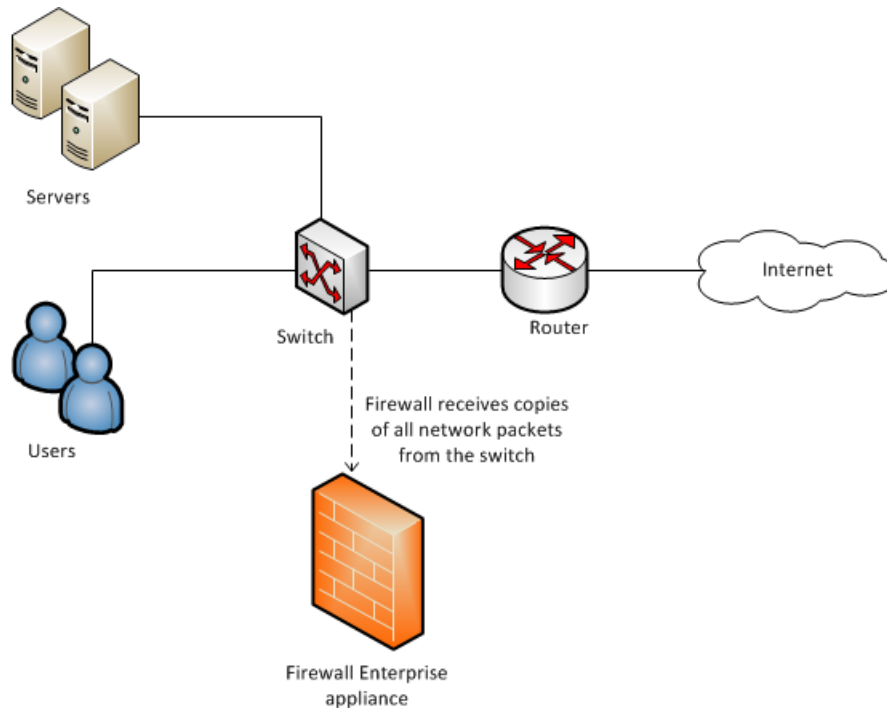 Servers
Internet
Router
Switch
Users
Firewall receives copies
of all network packets
from the switch
Firewall Enterprise
appliance